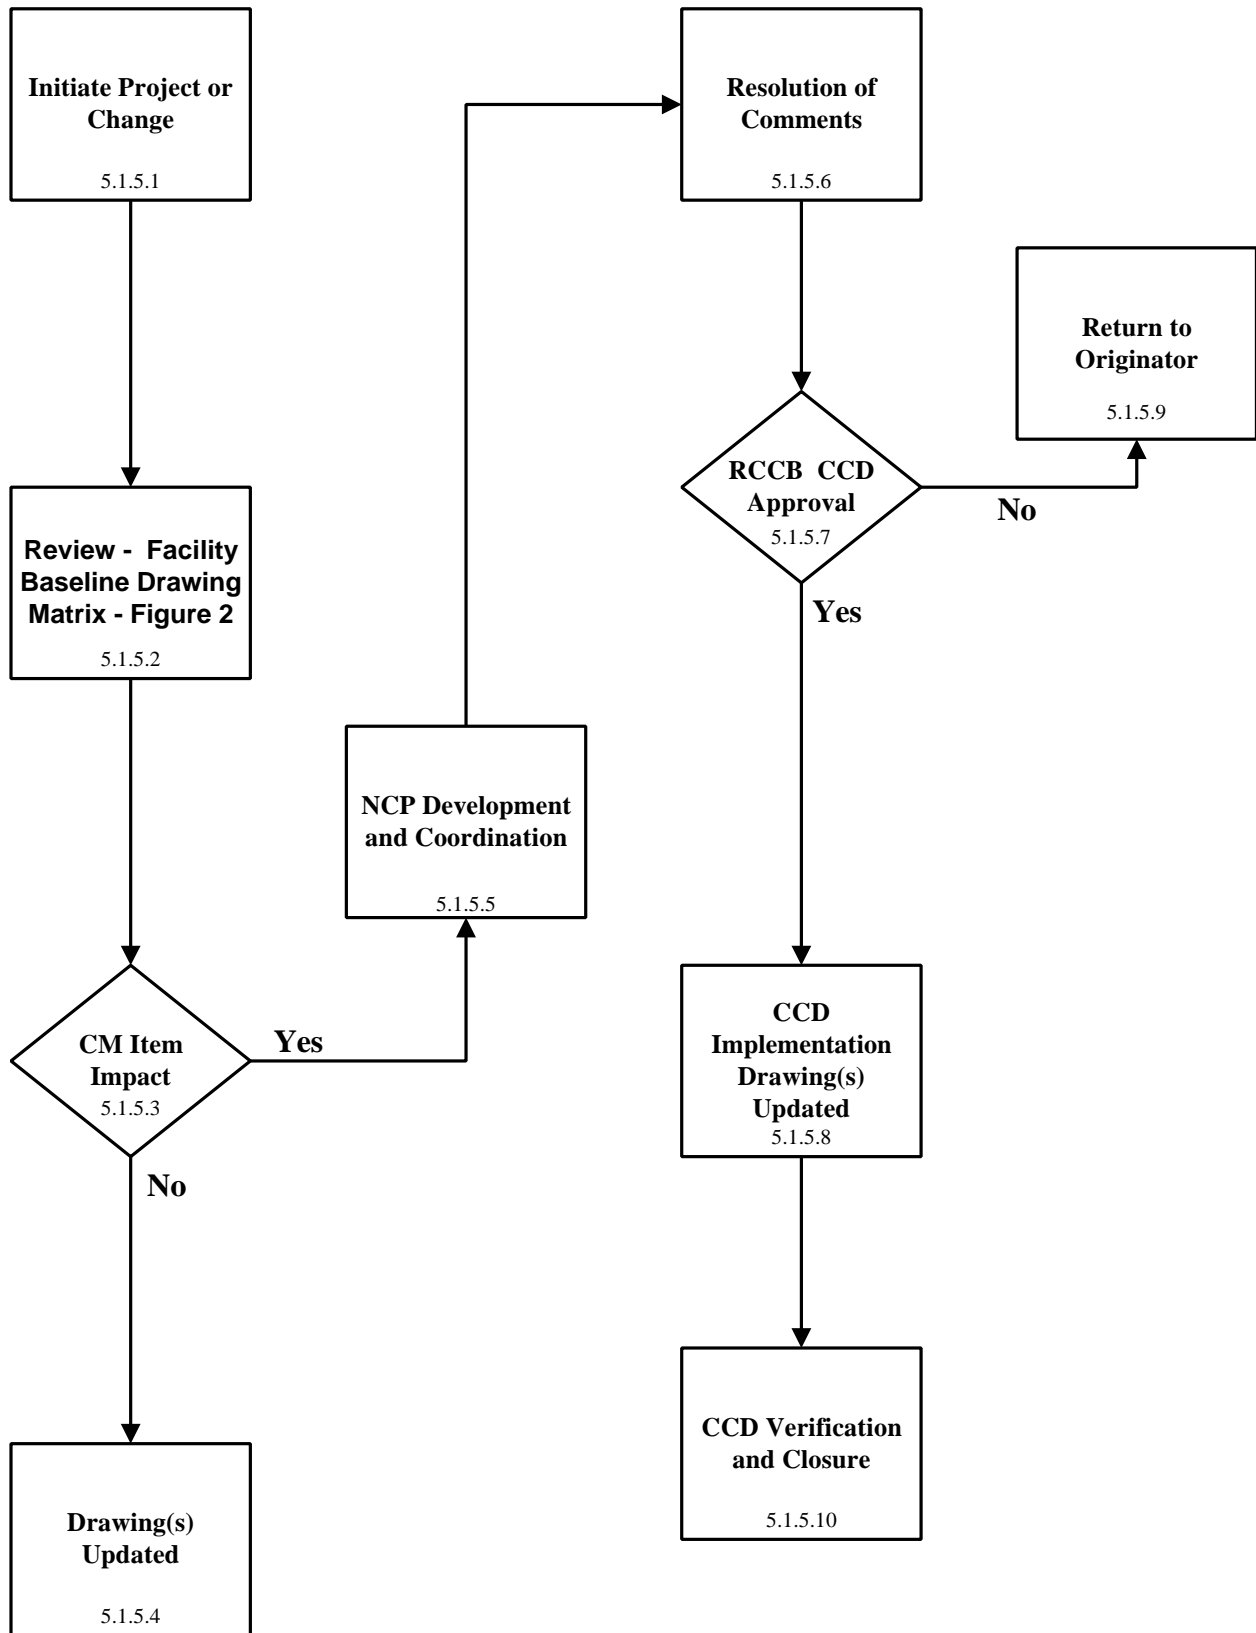 Initiate Project or
Change
5.1.5.1
Review -  Facility
Baseline Drawing
Matrix - Figure 2
5.1.5.2
CM Item
Impact
5.1.5.3
Yes
No
Drawing(s)
Updated
5.1.5.4
NCP Development
and Coordination
5.1.5.5
Resolution of
Comments
5.1.5.6
RCCB  CCD
Approval
5.1.5.7
No
Yes
Return to
Originator
5.1.5.9
CCD
Implementation
Drawing(s)
Updated
5.1.5.8
CCD Verification
and Closure
5.1.5.10